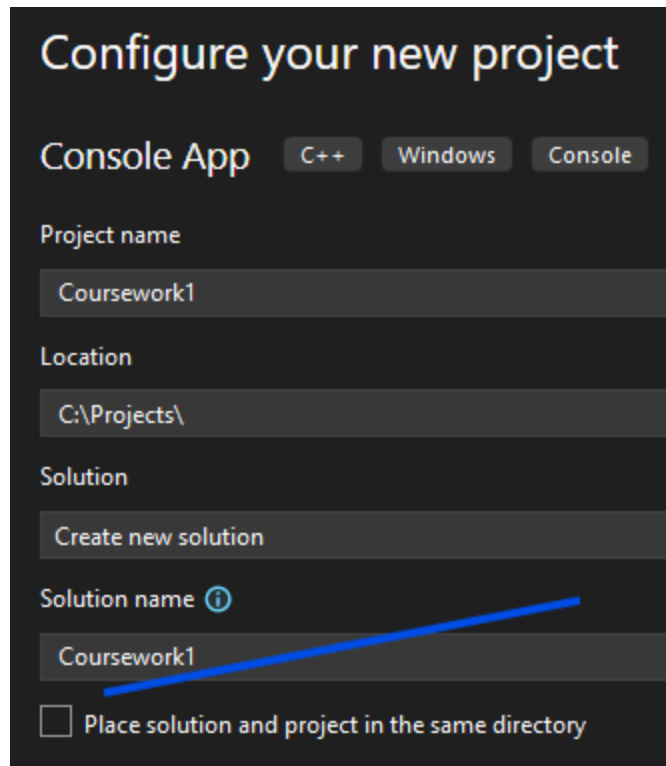 Configure your new project
Console App C++ Windows Console
Project name
Coursework1
Location
C:\Projects\
Solution
Create new solution
Solution name
Coursework1
Place solution and project in the same directory